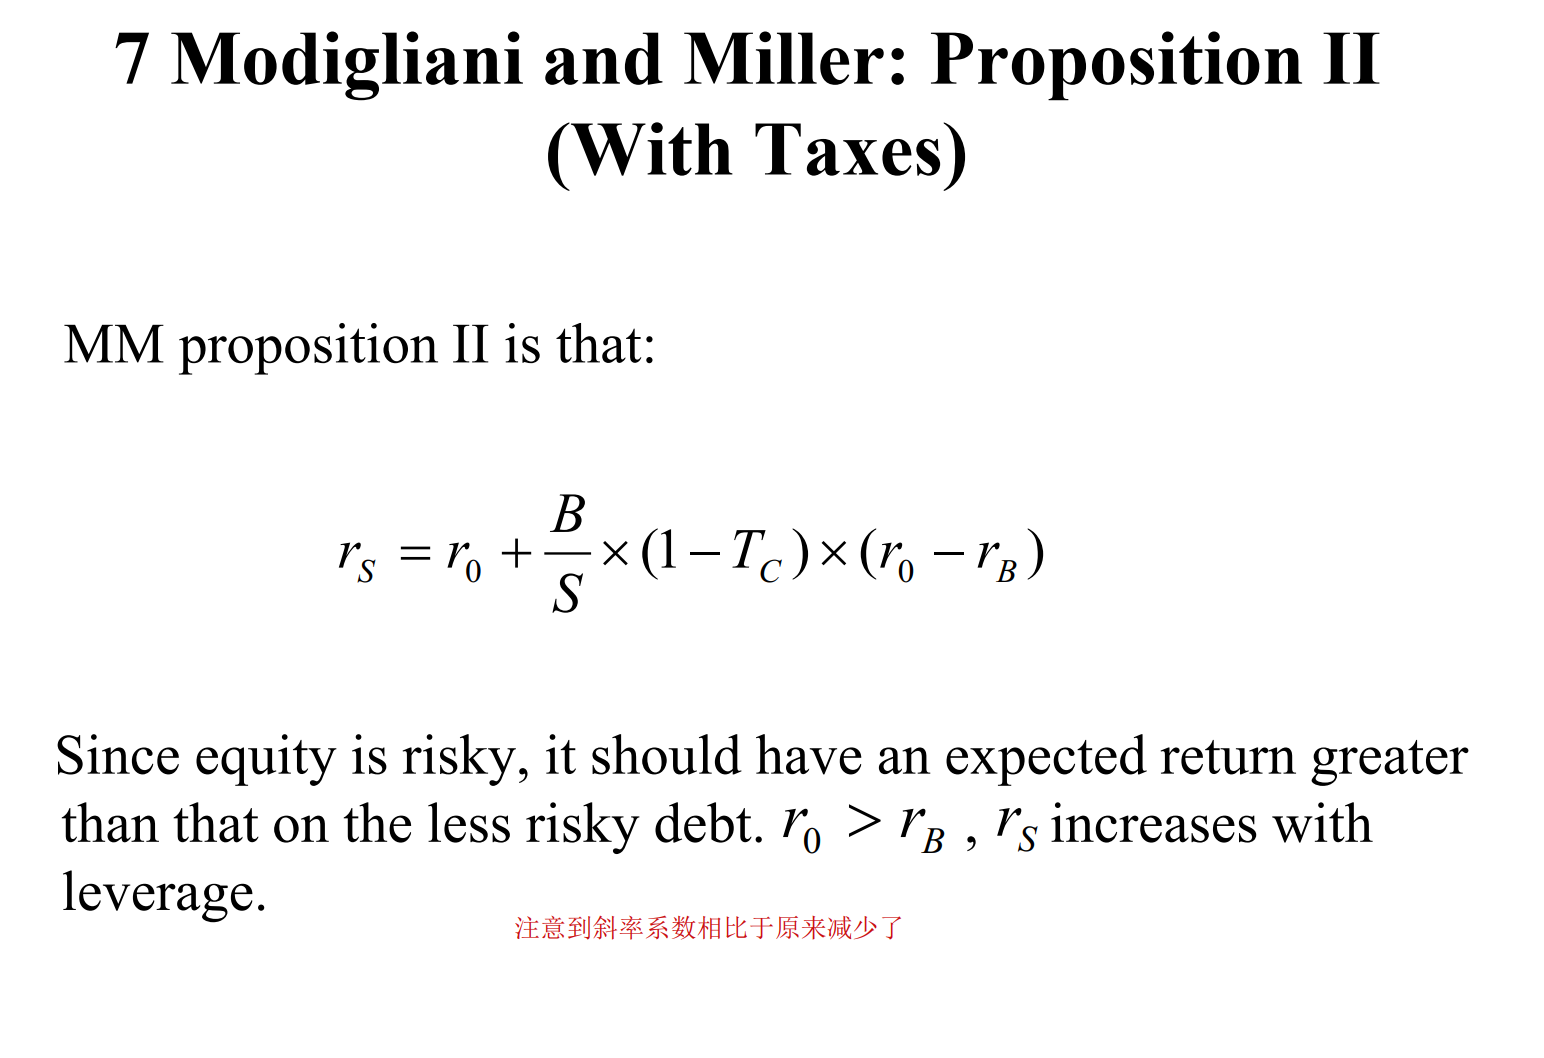 7 Modigliani and Miller: Proposition II
(With Taxes)
MM proposition II is that:
r_S = r_0 + \frac{B}{S} × (1 − T_C) × (r_0 − r_B)
Since equity is risky, it should have an expected return greater
than that on the less risky debt. r_0 > r_B , r_S increases with
leverage.
注意到斜率系数相比于原来减少了